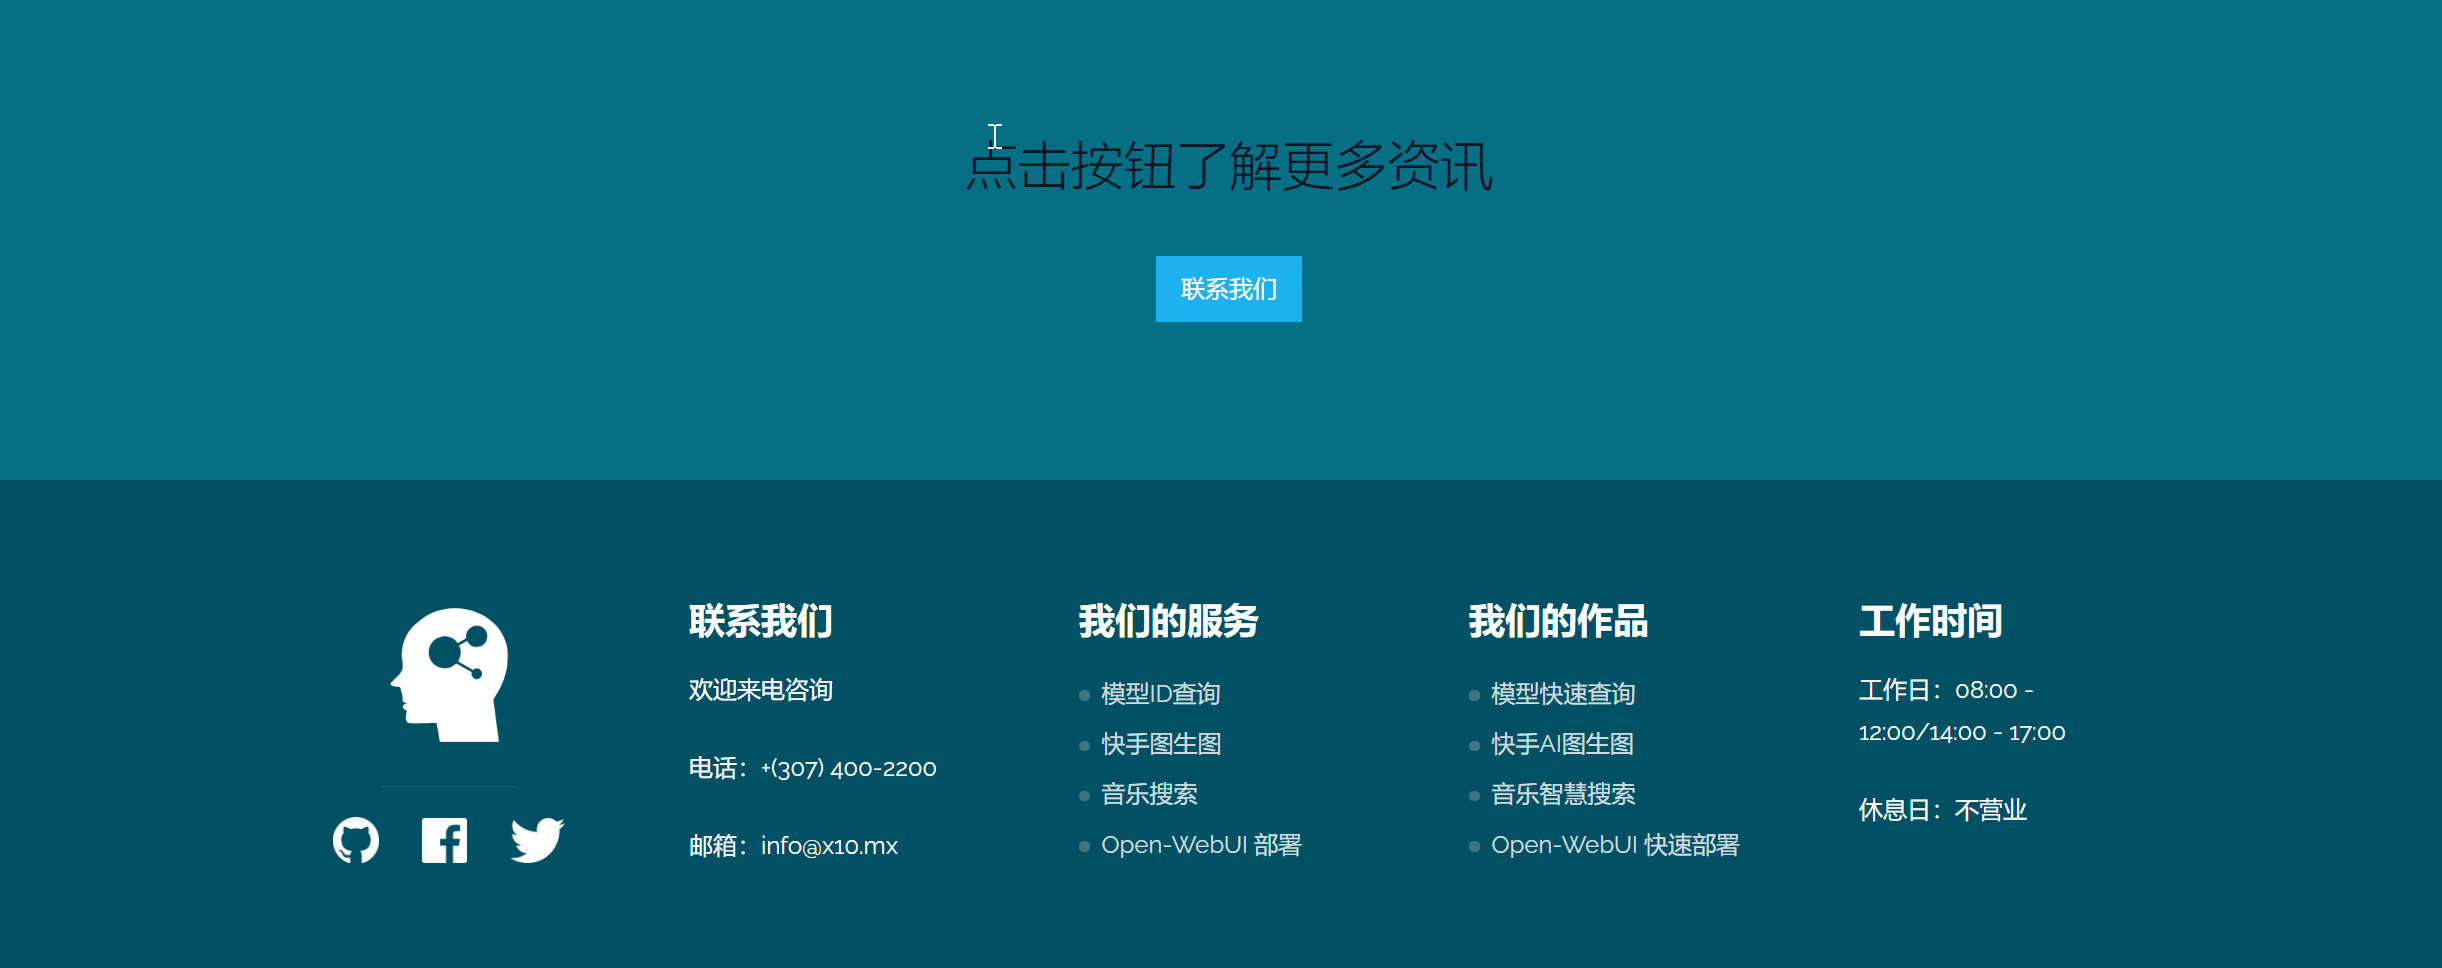 点击按钮了解更多资讯
联系我们
联系我们
欢迎来电咨询
电话：+(307) 400-2200
邮箱：info@x10.mx
我们的服务
模型ID查询
快手图生图
音乐搜索
Open-WebUI 部署
我们的作品
模型快速查询
快手AI图生图
音乐智慧搜索
Open-WebUI 快速部署
工作时间
工作日：08:00 -
12:00/14:00 - 17:00
休息日：不营业